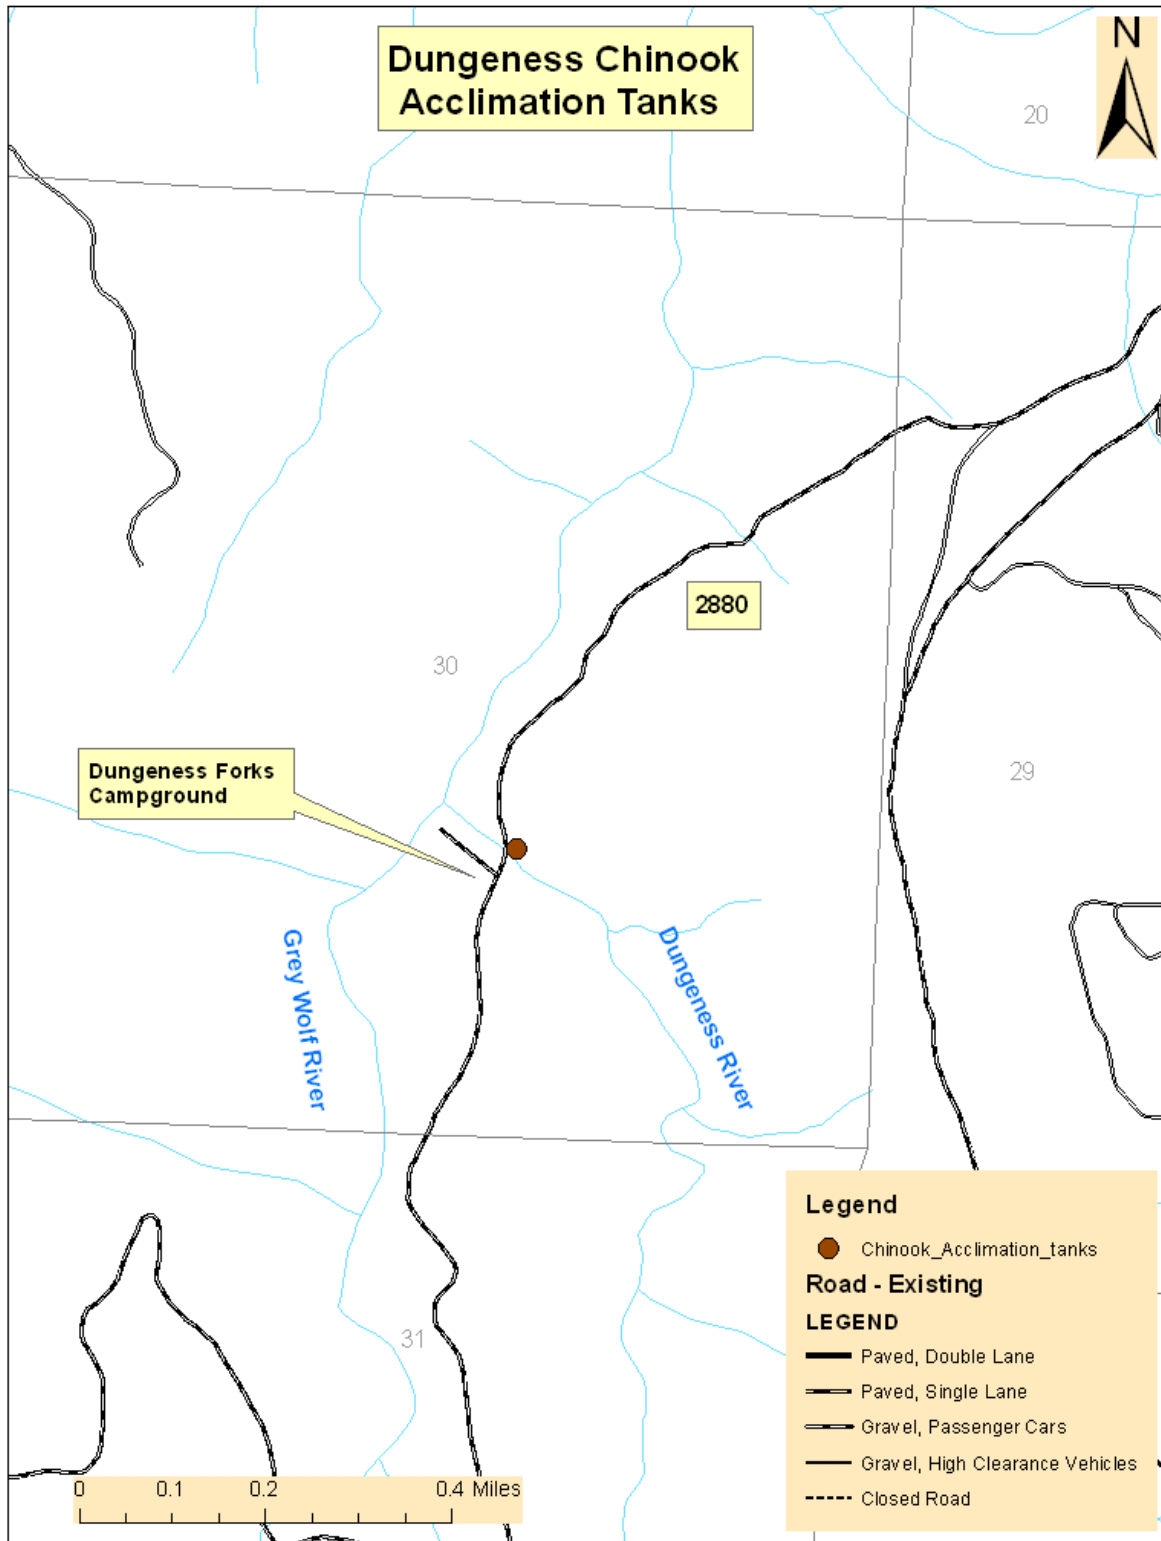 Dungeness Chinook
Acclimation Tanks
N
20
2880
30
29
Dungeness Forks
Campground
Grey Wolf River
Dungeness River
31
Legend
Chinook_Acclimation_tanks
Road - Existing
LEGEND
Paved, Double Lane
Paved, Single Lane
Gravel, Passenger Cars
Gravel, High Clearance Vehicles
Closed Road
0 0.1 0.2 0.4 Miles